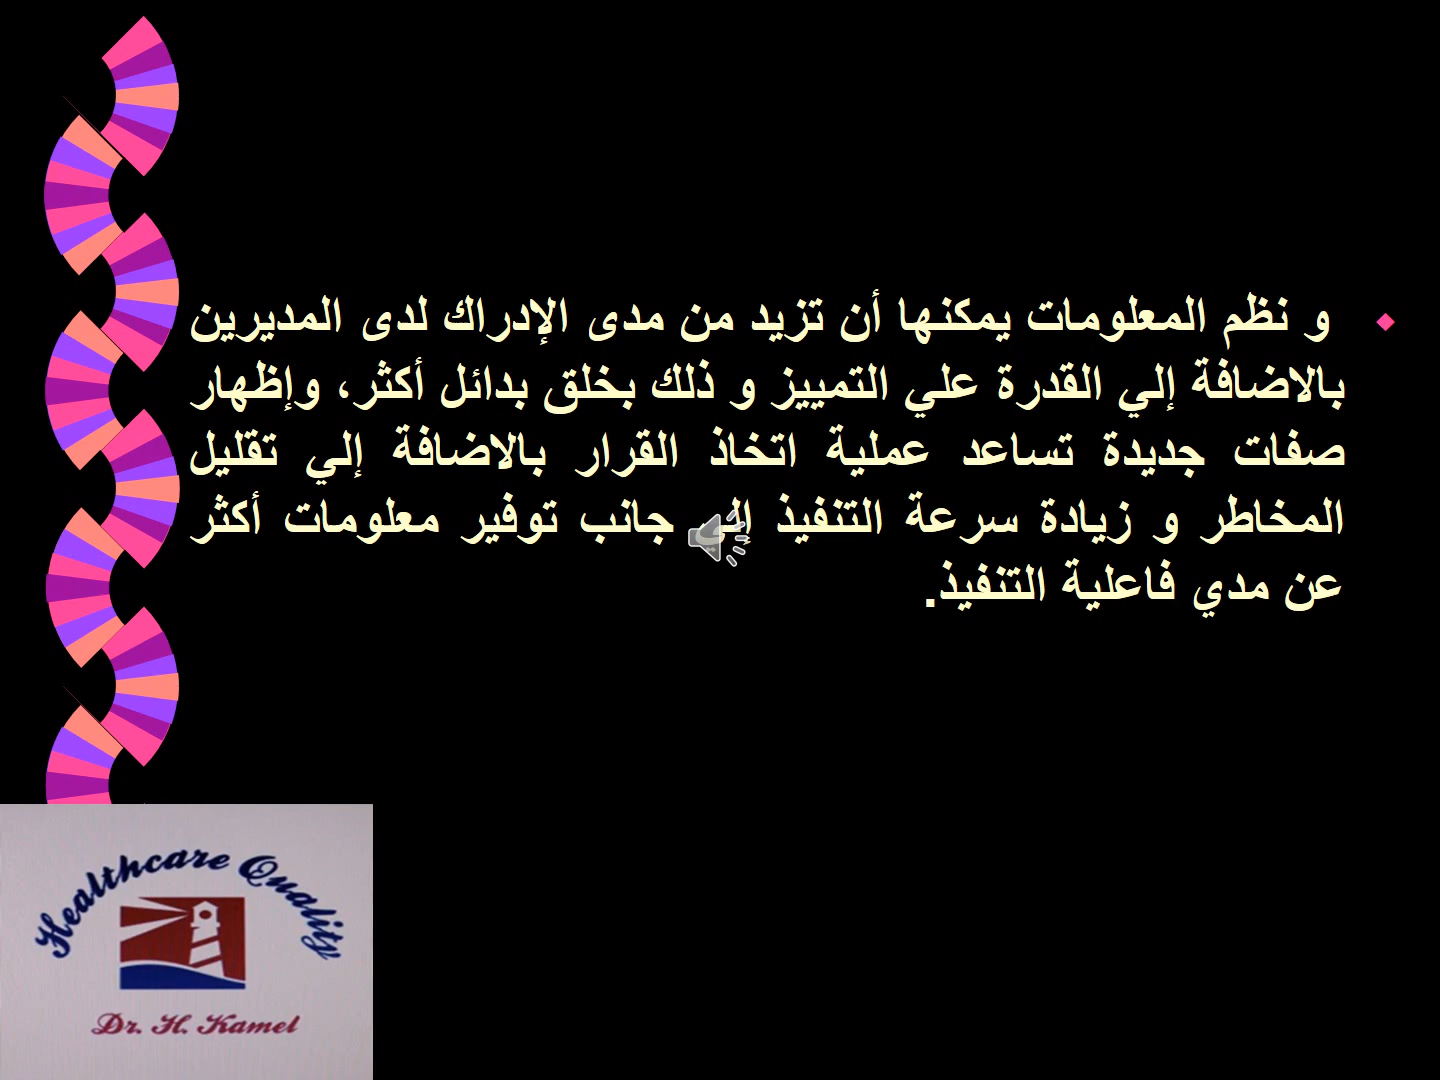 و نظم المعلومات يمكنها أن تزيد من مدى الإدراك لدى المديرين
بالاضافة إلي القدرة علي التمييز و ذلك بخلق بدائل أكثر، وإظهار
صفات جديدة تساعد عملية اتخاذ القرار بالاضافة إلي تقليل
المخاطر و زيادة سرعة التنفيذ إلي جانب توفير معلومات أكثر
عن مدي فاعلية التنفيذ.
Healthcare Quality
Dr. H. Kamel